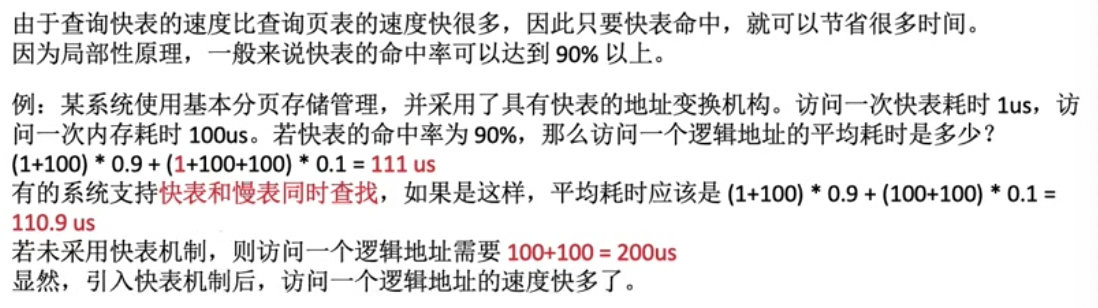 由于查询快表的速度比查询页表的速度快很多，因此只要快表命中，就可以节省很多时间。
因为局部性原理，一般来说快表的命中率可以达到 90% 以上。
例：某系统使用基本分页存储管理，并采用了具有快表的地址变换机构。访问一次快表耗时 1us，访
问一次内存耗时 100us。若快表的命中率为 90%，那么访问一个逻辑地址的平均耗时是多少？
(1+100) * 0.9 + (1+100+100) * 0.1 = 111 us
有的系统支持快表和慢表同时查找，如果是这样，平均耗时应该是 (1+100) * 0.9 + (100+100) * 0.1 =
110.9 us
若未采用快表机制，则访问一个逻辑地址需要 100+100 = 200us
显然，引入快表机制后，访问一个逻辑地址的速度快多了。